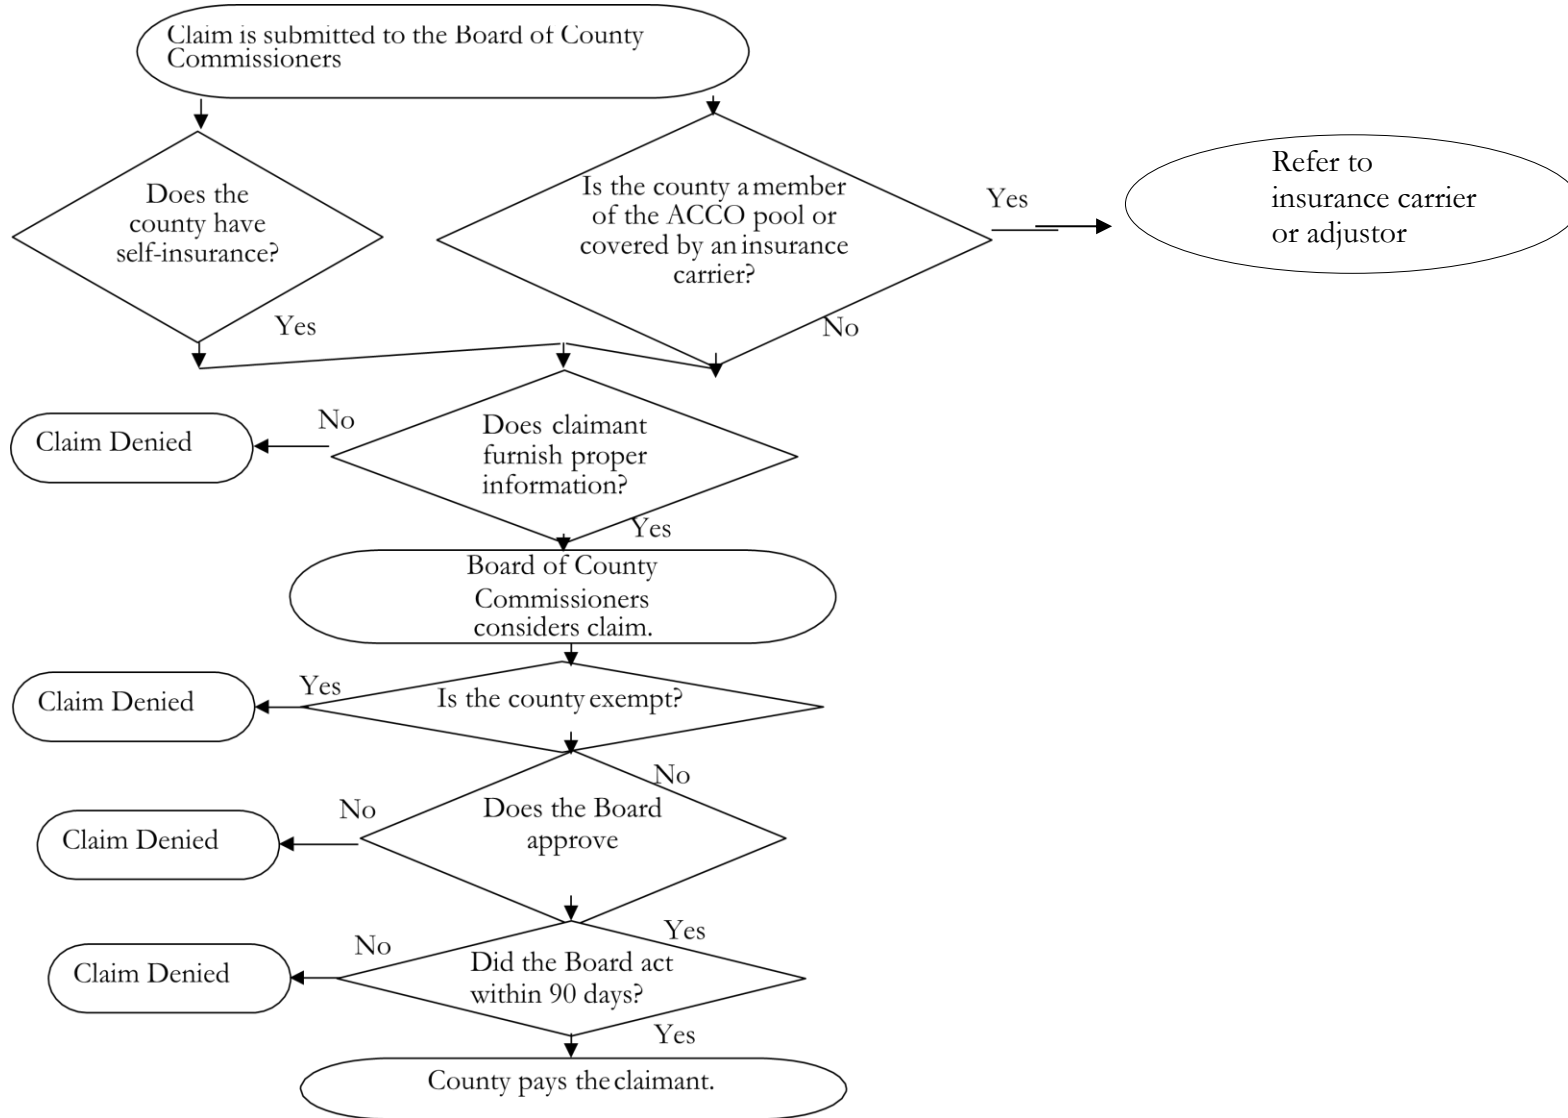 Claim is submitted to the Board of County
Commissioners
Does the
county have
self-insurance?
Yes
Is the county a member
of the ACCO pool or
covered by an insurance
carrier?
Yes
No
Refer to
insurance carrier
or adjustor
Does claimant
furnish proper
information?
No
Claim Denied
Yes
Board of County
Commissioners
considers claim.
Is the county exempt?
Yes
Claim Denied
No
Does the Board
approve
No
Claim Denied
Yes
Did the Board act
within 90 days?
No
Claim Denied
Yes
County pays the claimant.